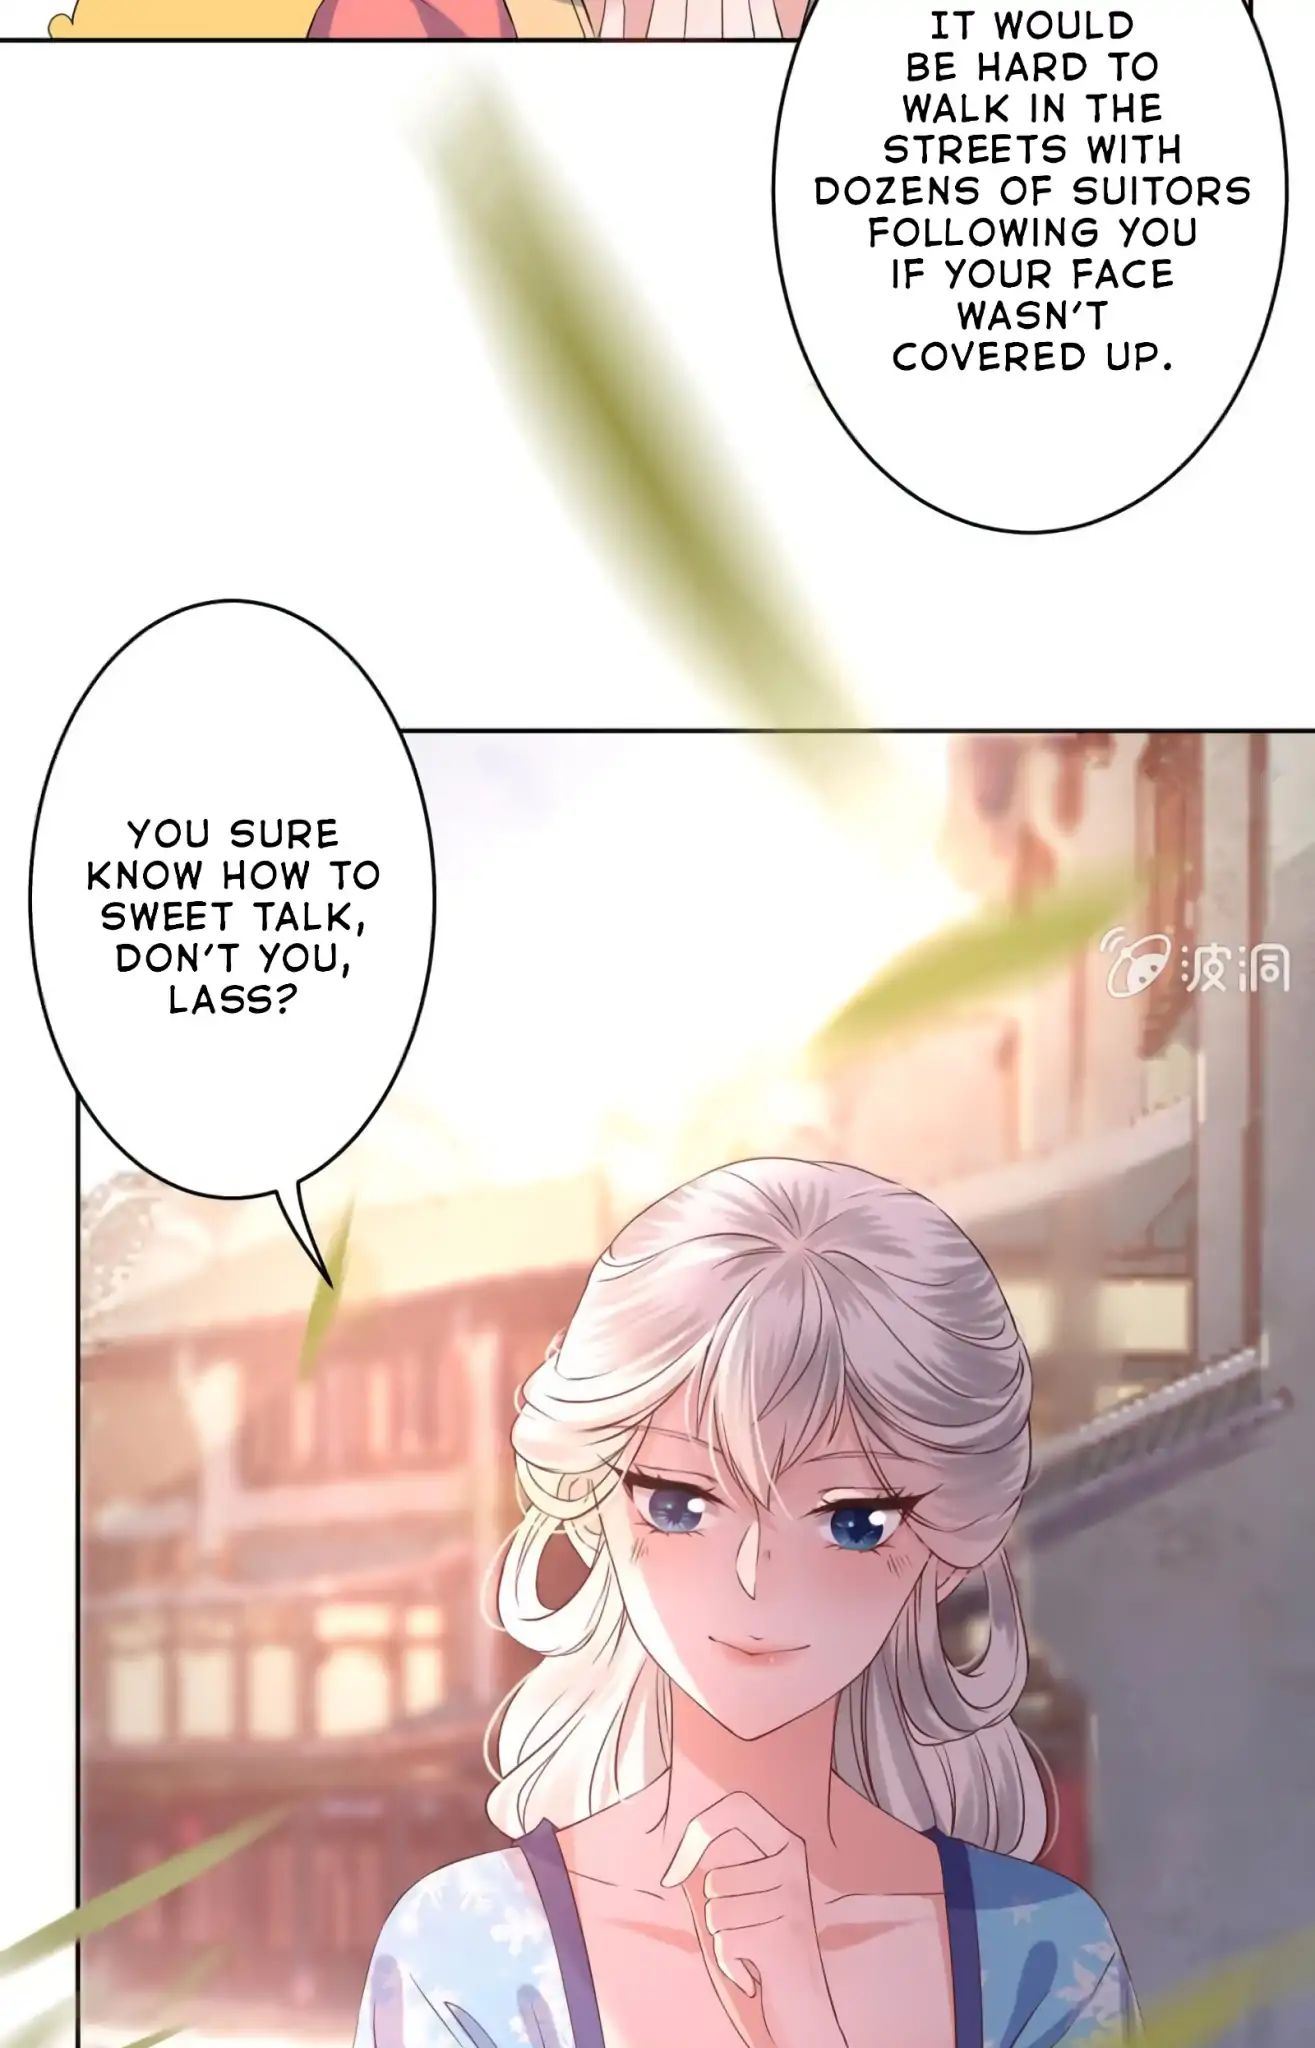 IT WOULD
BE HARD TO
WALK IN THE
STREETS WITH
DOZENS OF SUITORS
FOLLOWING YOU
IF YOUR FACE
WASN'T
COVERED UP.
YOU SURE
KNOW HOW TO
SWEET TALK,
DON'T YOU,
LASS?
波洞